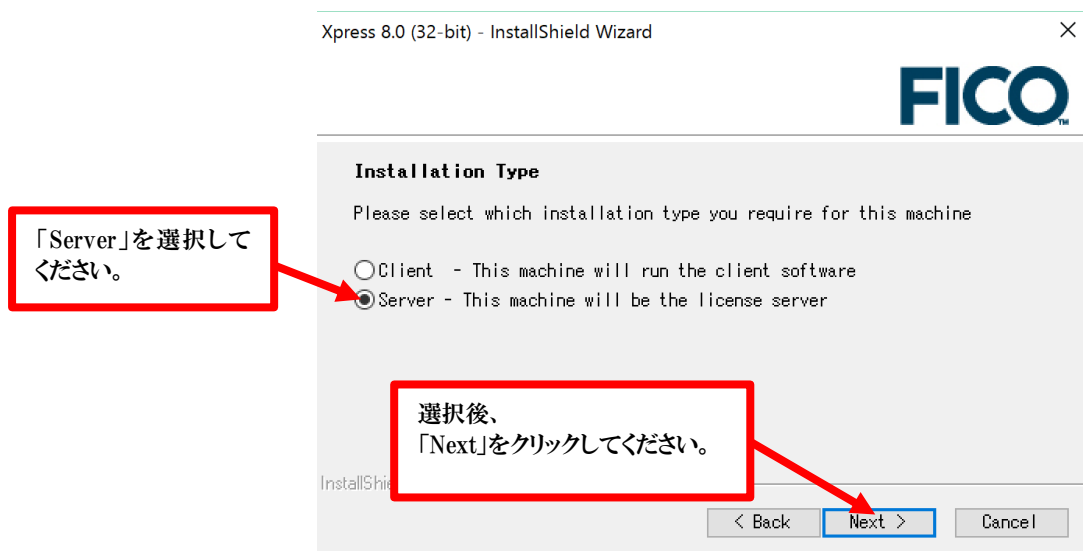 Xpress 8.0 (32-bit) - InstallShield Wizard
FICO™
Installation Type
Please select which installation type you require for this machine
「Server」を選択して
ください。
Client - This machine will run the client software
Server - This machine will be the license server
選択後、
「Next」をクリックしてください。
InstallShie
< Back
Next >
Cancel